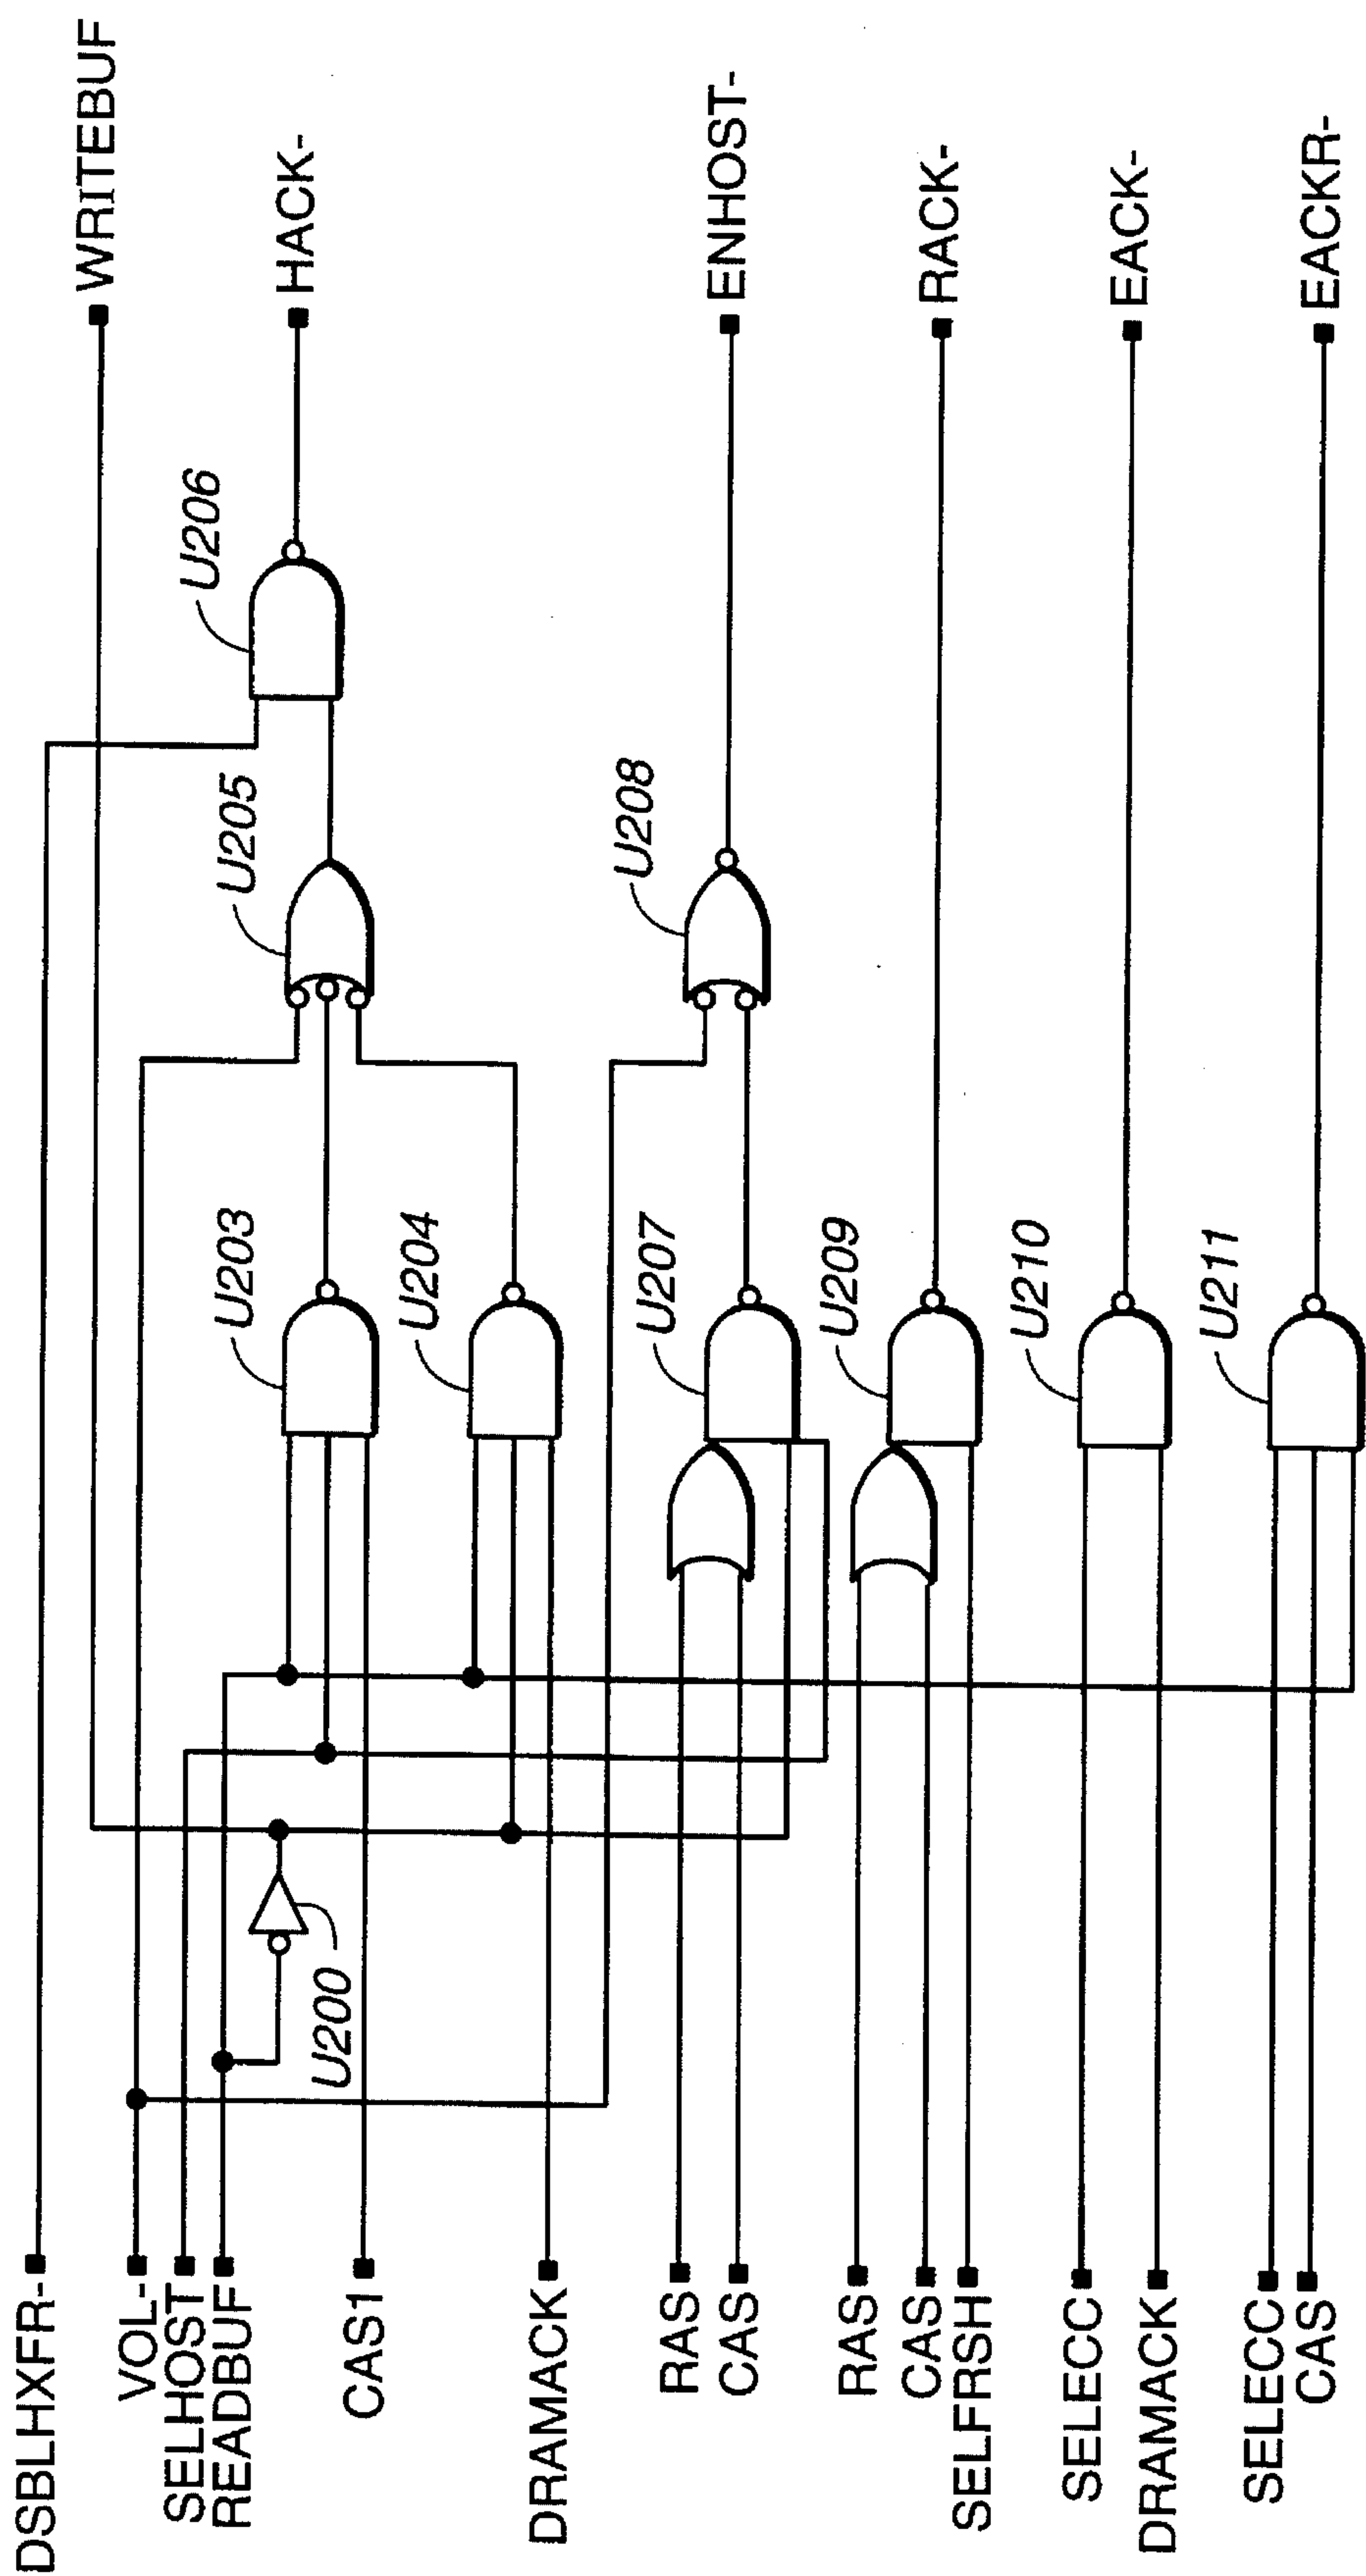 DSBLHXFR-
VOL-
SELHOST
READBUF
CAS1
DRAMACK
RAS
CAS
RAS
CAS
SELFRSH
SELECC
DRAMACK
SELECC
CAS
U200
U203
U204
U207
U209
U210
U211
U205
U208
U206
WRITEBUF
HACK-
ENHOST-
RACK-
EACK-
EACKR-